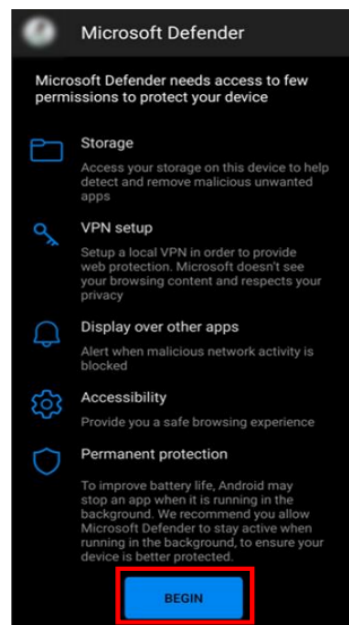 Microsoft Defender
Microsoft Defender needs access to few
permissions to protect your device
Storage
Access your storage on this device to help
detect and remove malicious unwanted
apps
VPN setup
Setup a local VPN in order to provide
web protection. Microsoft doesn't see
your browsing content and respects your
privacy
Display over other apps
Alert when malicious network activity is
blocked
Accessibility
Provide you a safe browsing experience
Permanent protection
To improve battery life, Android may
stop an app when it is running in the
background. We recommend you allow
Microsoft Defender to stay active when
running in the background, to ensure your
device is better protected.
BEGIN